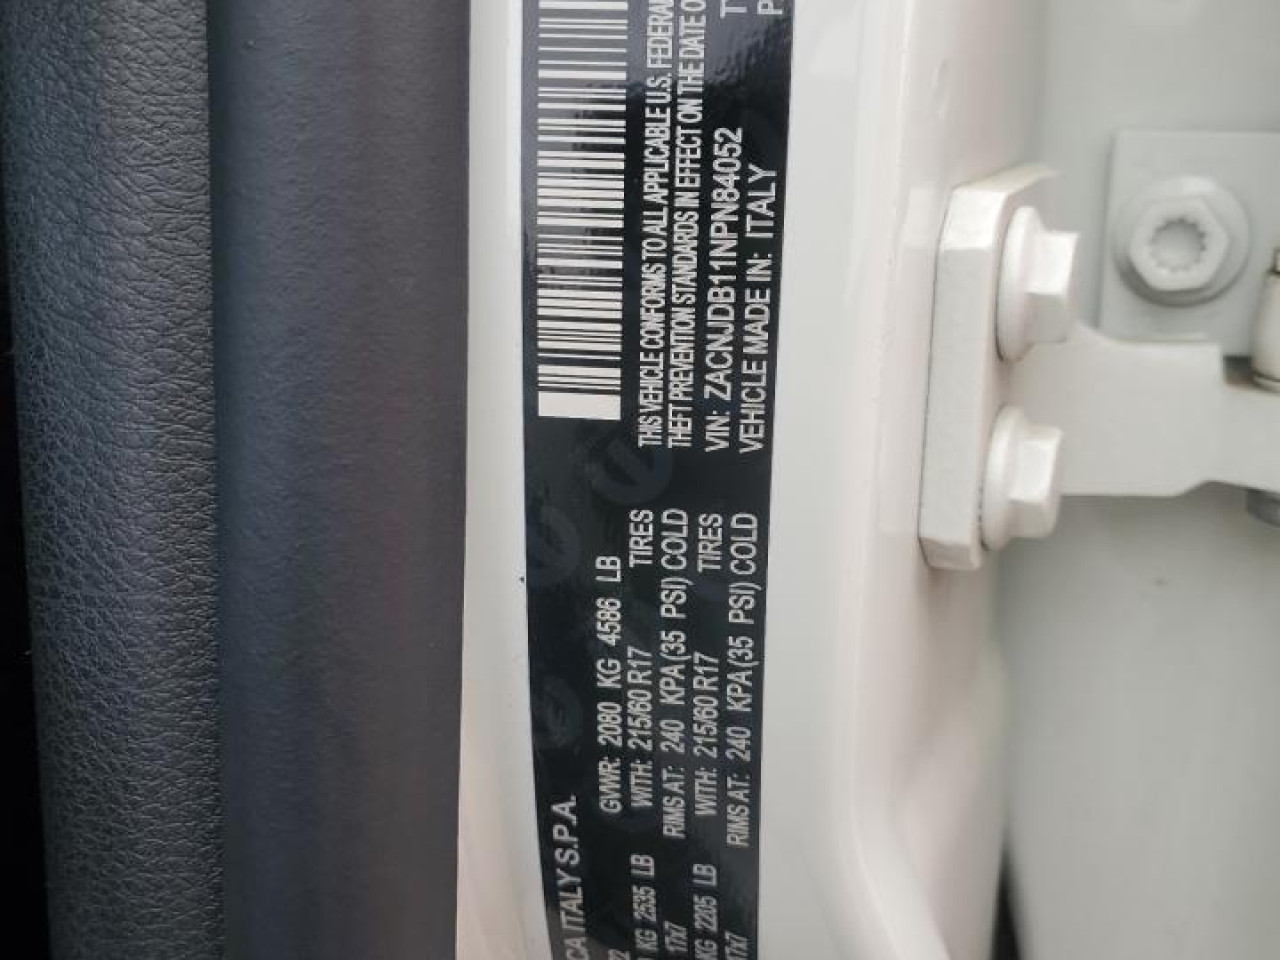 CA ITALY S.P.A.
GVWR: 2080 KG 4586 LB
KG 2535 LB WITH: 215/60 R17 TIRES
17x7 RIMS AT: 240 KPA (35 PSI) COLD
KG 2205 LB WITH: 215/60 R17 TIRES
17x7 RIMS AT: 240 KPA (35 PSI) COLD
THIS VEHICLE CONFORMS TO ALL APPLICABLE U.S. FEDERAL
THEFT PREVENTION STANDARDS IN EFFECT ON THE DATE O
VIN: ZACNJDB11NPN84052
VEHICLE MADE IN: ITALY